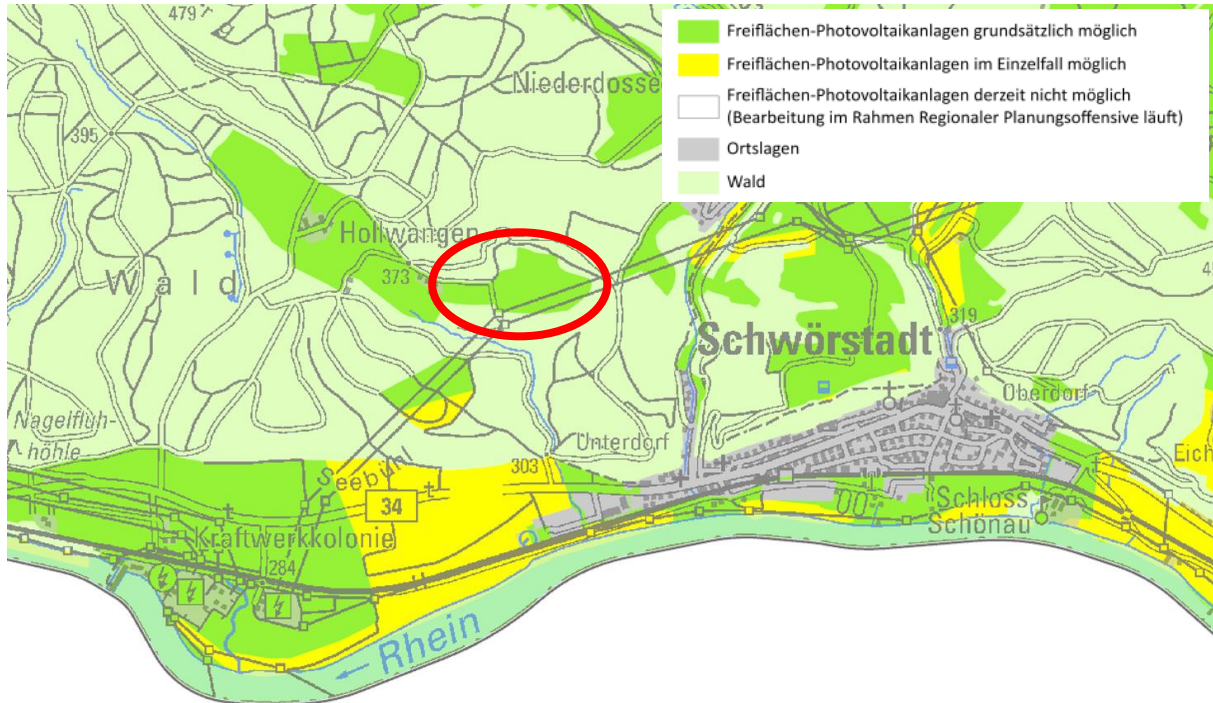 479
Freiflächen-Photovoltaikanlagen grundsätzlich möglich
Freiflächen-Photovoltaikanlagen im Einzelfall möglich
Freiflächen-Photovoltaikanlagen derzeit nicht möglich
(Bearbeitung im Rahmen Regionaler Planungsoffensive läuft)
Ortslagen
Wald
Niederdosse
395
Hollwangen
373
Wald
319
Schwörstadt
Oberdorf
Nagelfluh-
höhle
Unterdorf
303
Seebühl
34
Eich
Schloss
Schönau
Kraftwerkkolonie
284
Rhein